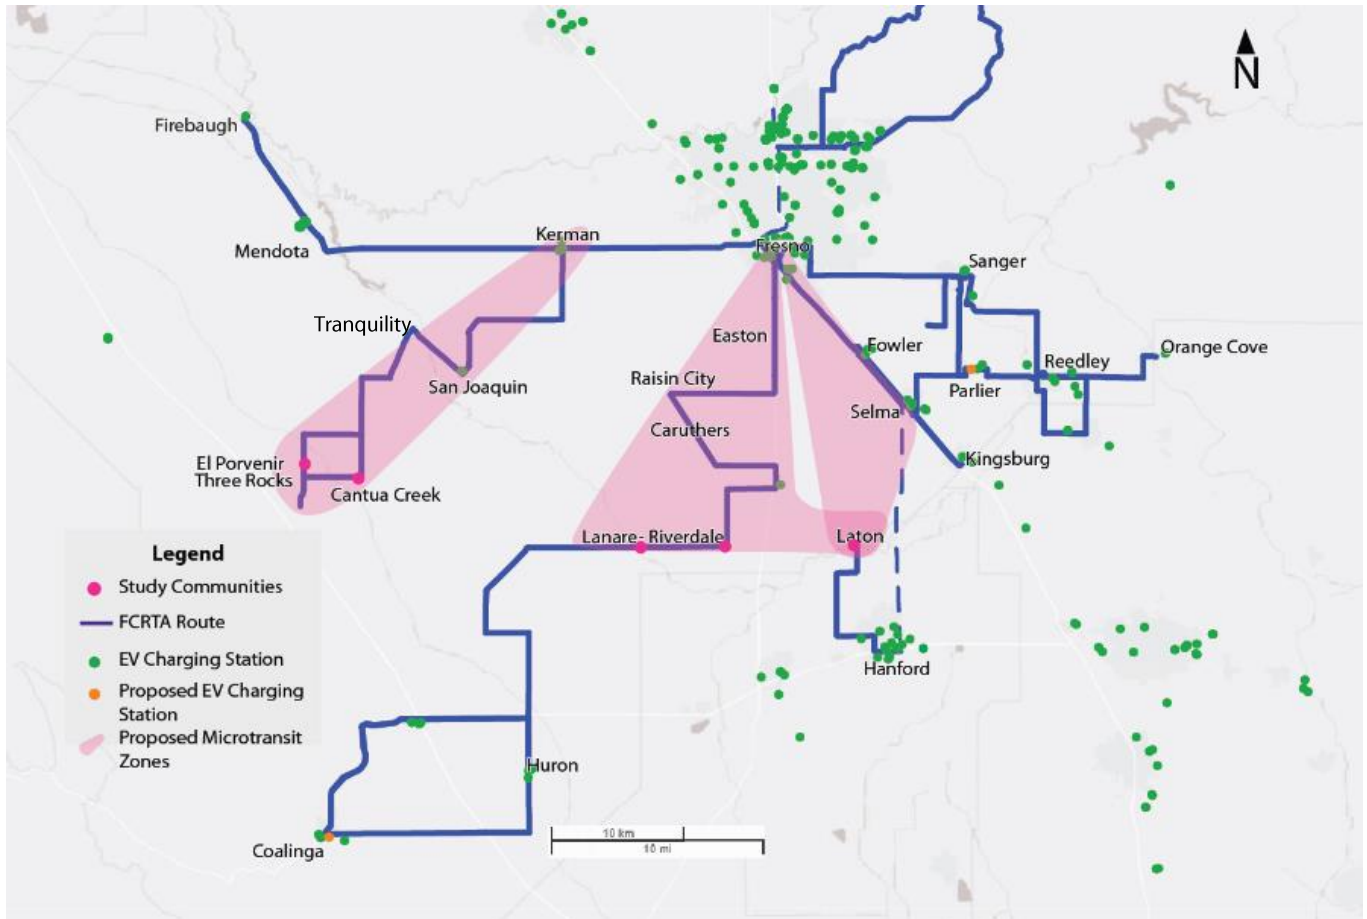 N
Firebaugh
Mendota
Kerman
Fresno
Sanger
Tranquility
Easton
Fowler
Orange Cove
Reedley
San Joaquin
Raisin City
Parlier
Selma
Caruthers
El Porvenir
Three Rocks
Kingsburg
Cantua Creek
Lanare- Riverdale
Laton
Legend
Study Communities
FCRTA Route
EV Charging Station
Proposed EV Charging
Station
Proposed Microtransit
Zones
Hanford
Huron
10 km
10 mi
Coalinga